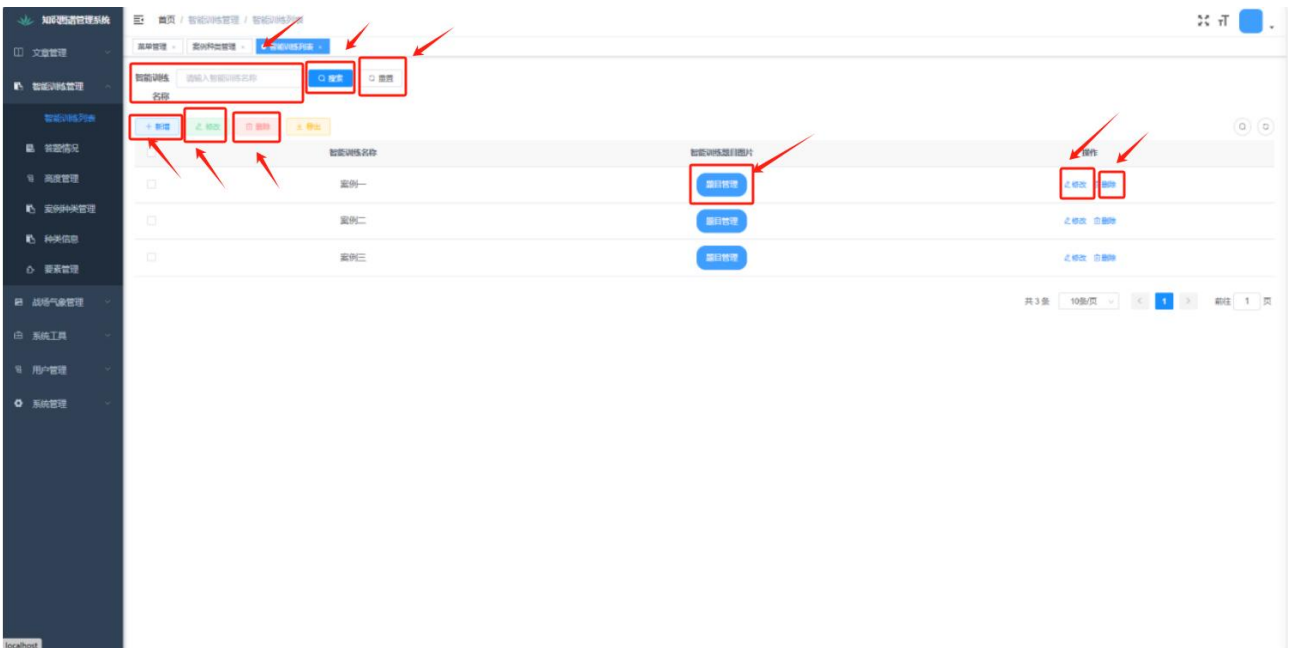 知识图谱管理系统
首页 / 智能训练管理 / 智能训练列表
菜单管理 ×
案例种类管理 ×
智能训练列表 ×
文章管理
智能训练管理
智能训练列表
答题情况
高度管理
案例种类管理
种类信息
要素管理
战场气象管理
系统工具
用户管理
系统管理
智能训练名称
请输入智能训练名称
搜索
重置
+ 新增
修改
删除
导出
智能训练名称
智能训练题目图片
操作
案例一
题目管理
修改 删除
案例二
题目管理
修改 删除
案例三
题目管理
修改 删除
共 3 条
10条/页
< 1 >
前往 1 页
localhost